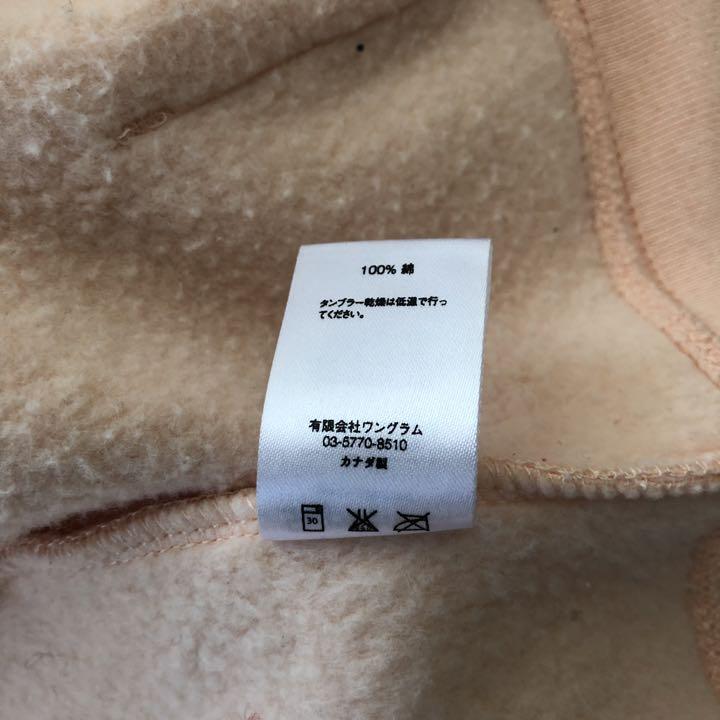 100% 綿
タンブラー乾燥は低温で行っ
てください。
有限会社ワングラム
03-5770-8510
カナダ製
30